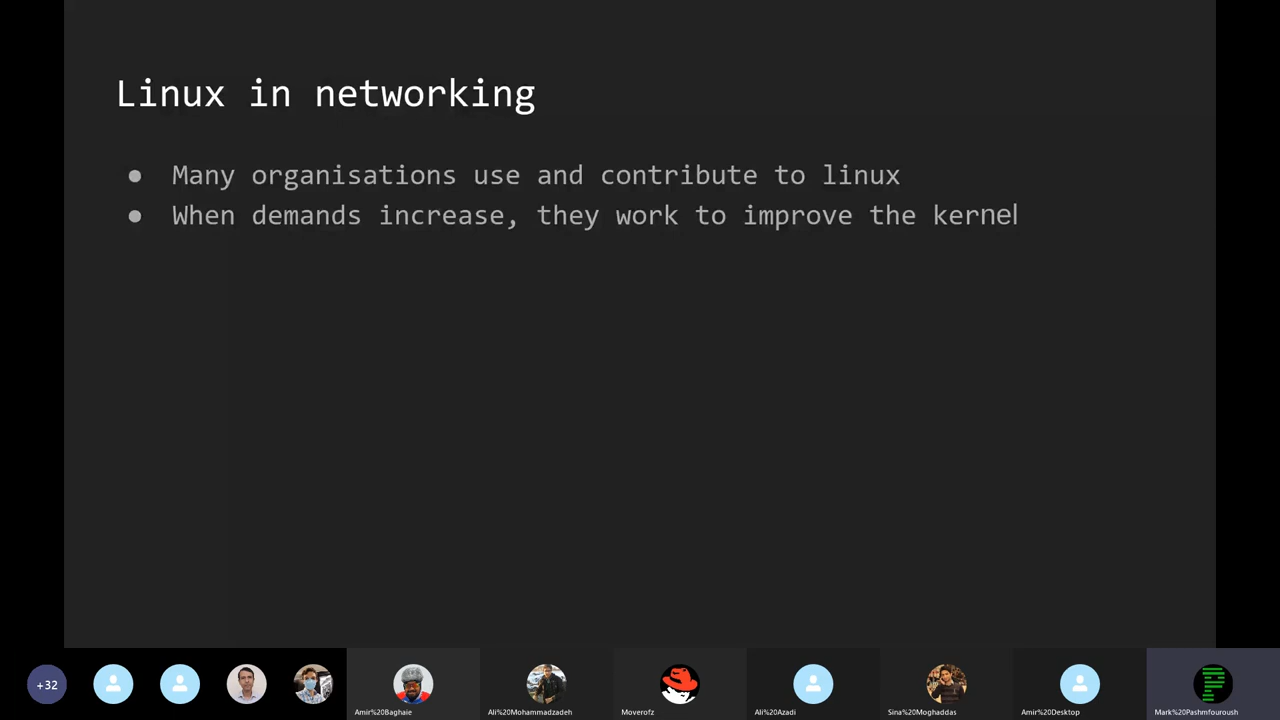 Linux in networking
● Many organisations use and contribute to linux
● When demands increase, they work to improve the kernel
+32
Amir%20Baghaie
Ali%20Mohammadzadeh
Moverofz
Ali%20Azadi
Sina%20Moghaddas
Amir%20Desktop
Mark%20Pashmfouroush